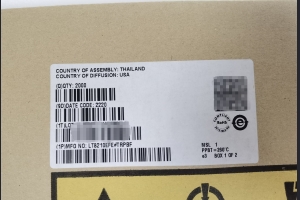 COUNTRY OF ASSEMBLY: THAILAND
COUNTRY OF DIFFUSION: USA
(Q)QTY: 2000
(9D)DATE CODE: 2220
(1T)LOT
(1P)MFG NO: LT8210EFE#TRPBF
MSL 1
PPBT=260°C
e3 BOX 1 OF 2